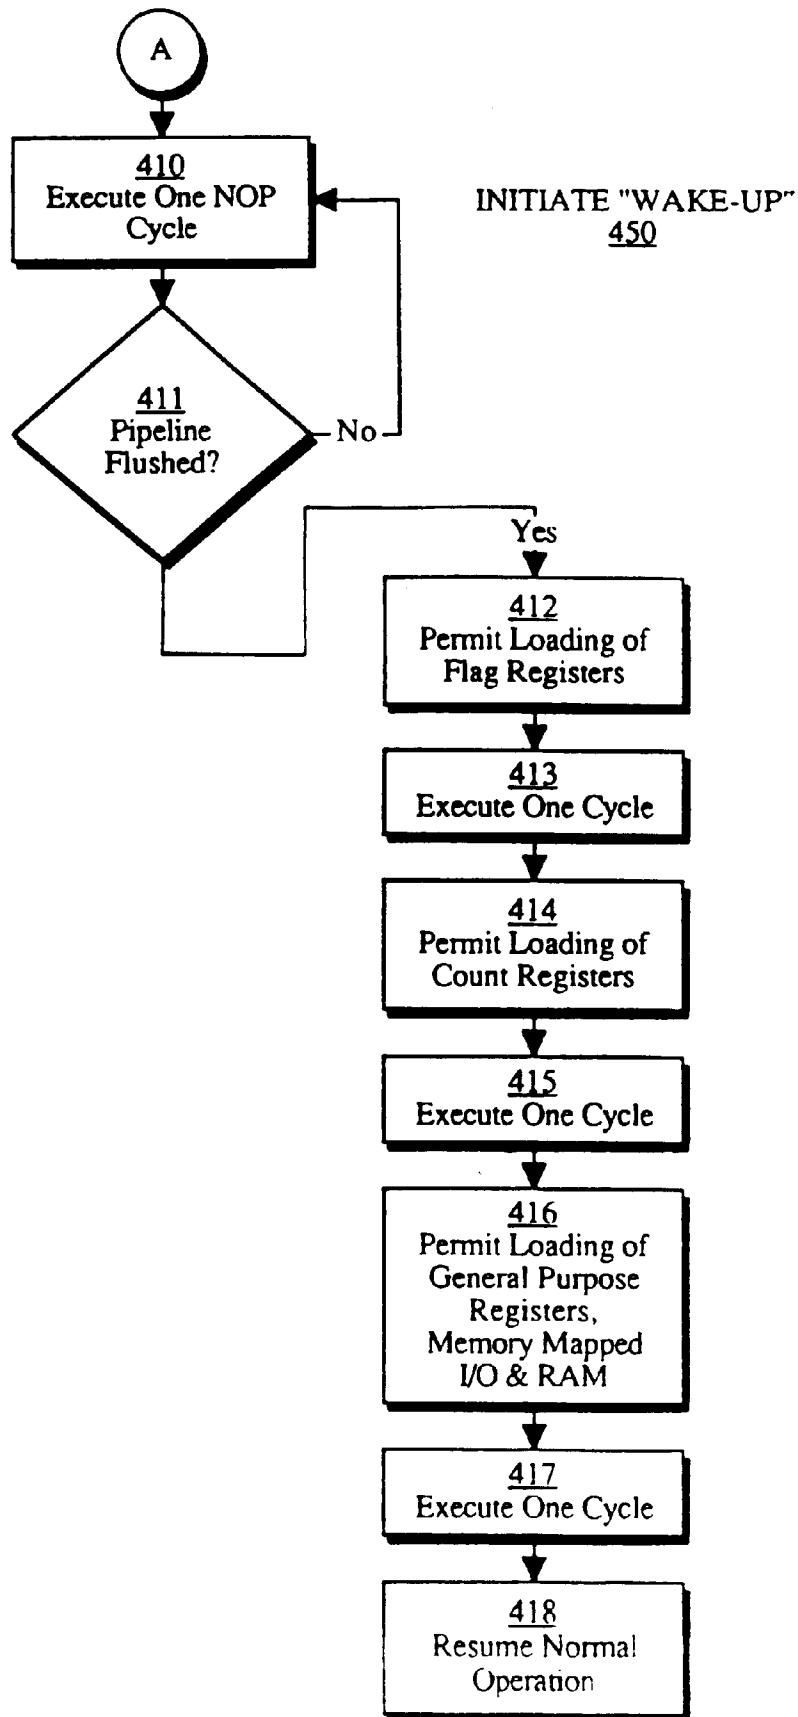 A
410
Execute One NOP
Cycle
INITIATE "WAKE-UP"
450
411
Pipeline
Flushed?
No
Yes
412
Permit Loading of
Flag Registers
413
Execute One Cycle
414
Permit Loading of
Count Registers
415
Execute One Cycle
416
Permit Loading of
General Purpose
Registers,
Memory Mapped
I/O & RAM
417
Execute One Cycle
418
Resume Normal
Operation